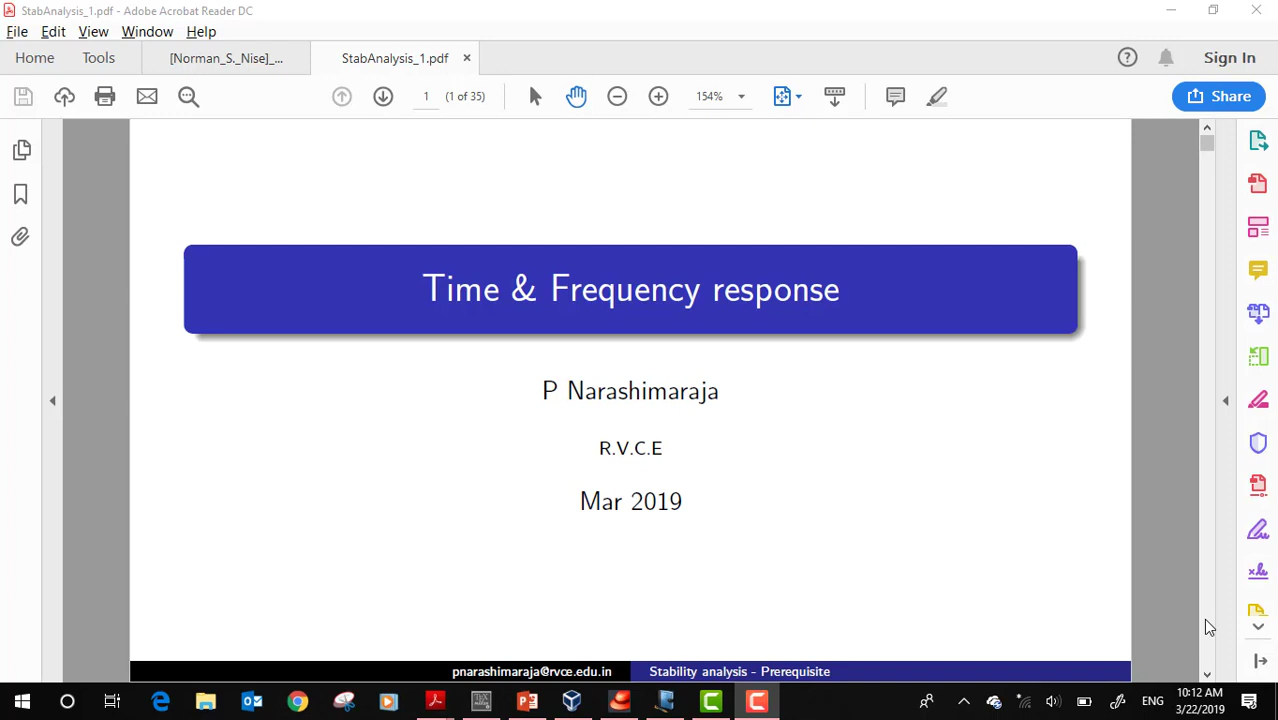 StabAnalysis_1.pdf - Adobe Acrobat Reader DC
File Edit View Window Help
Home Tools [Norman_S._Nise]_... StabAnalysis_1.pdf × Sign In
1 (1 of 35) 154% Share
Time & Frequency response
P Narashimaraja
R.V.C.E
Mar 2019
pnarashimaraja@rvce.edu.in Stability analysis - Prerequisite
ENG 10:12 AM
3/22/2019